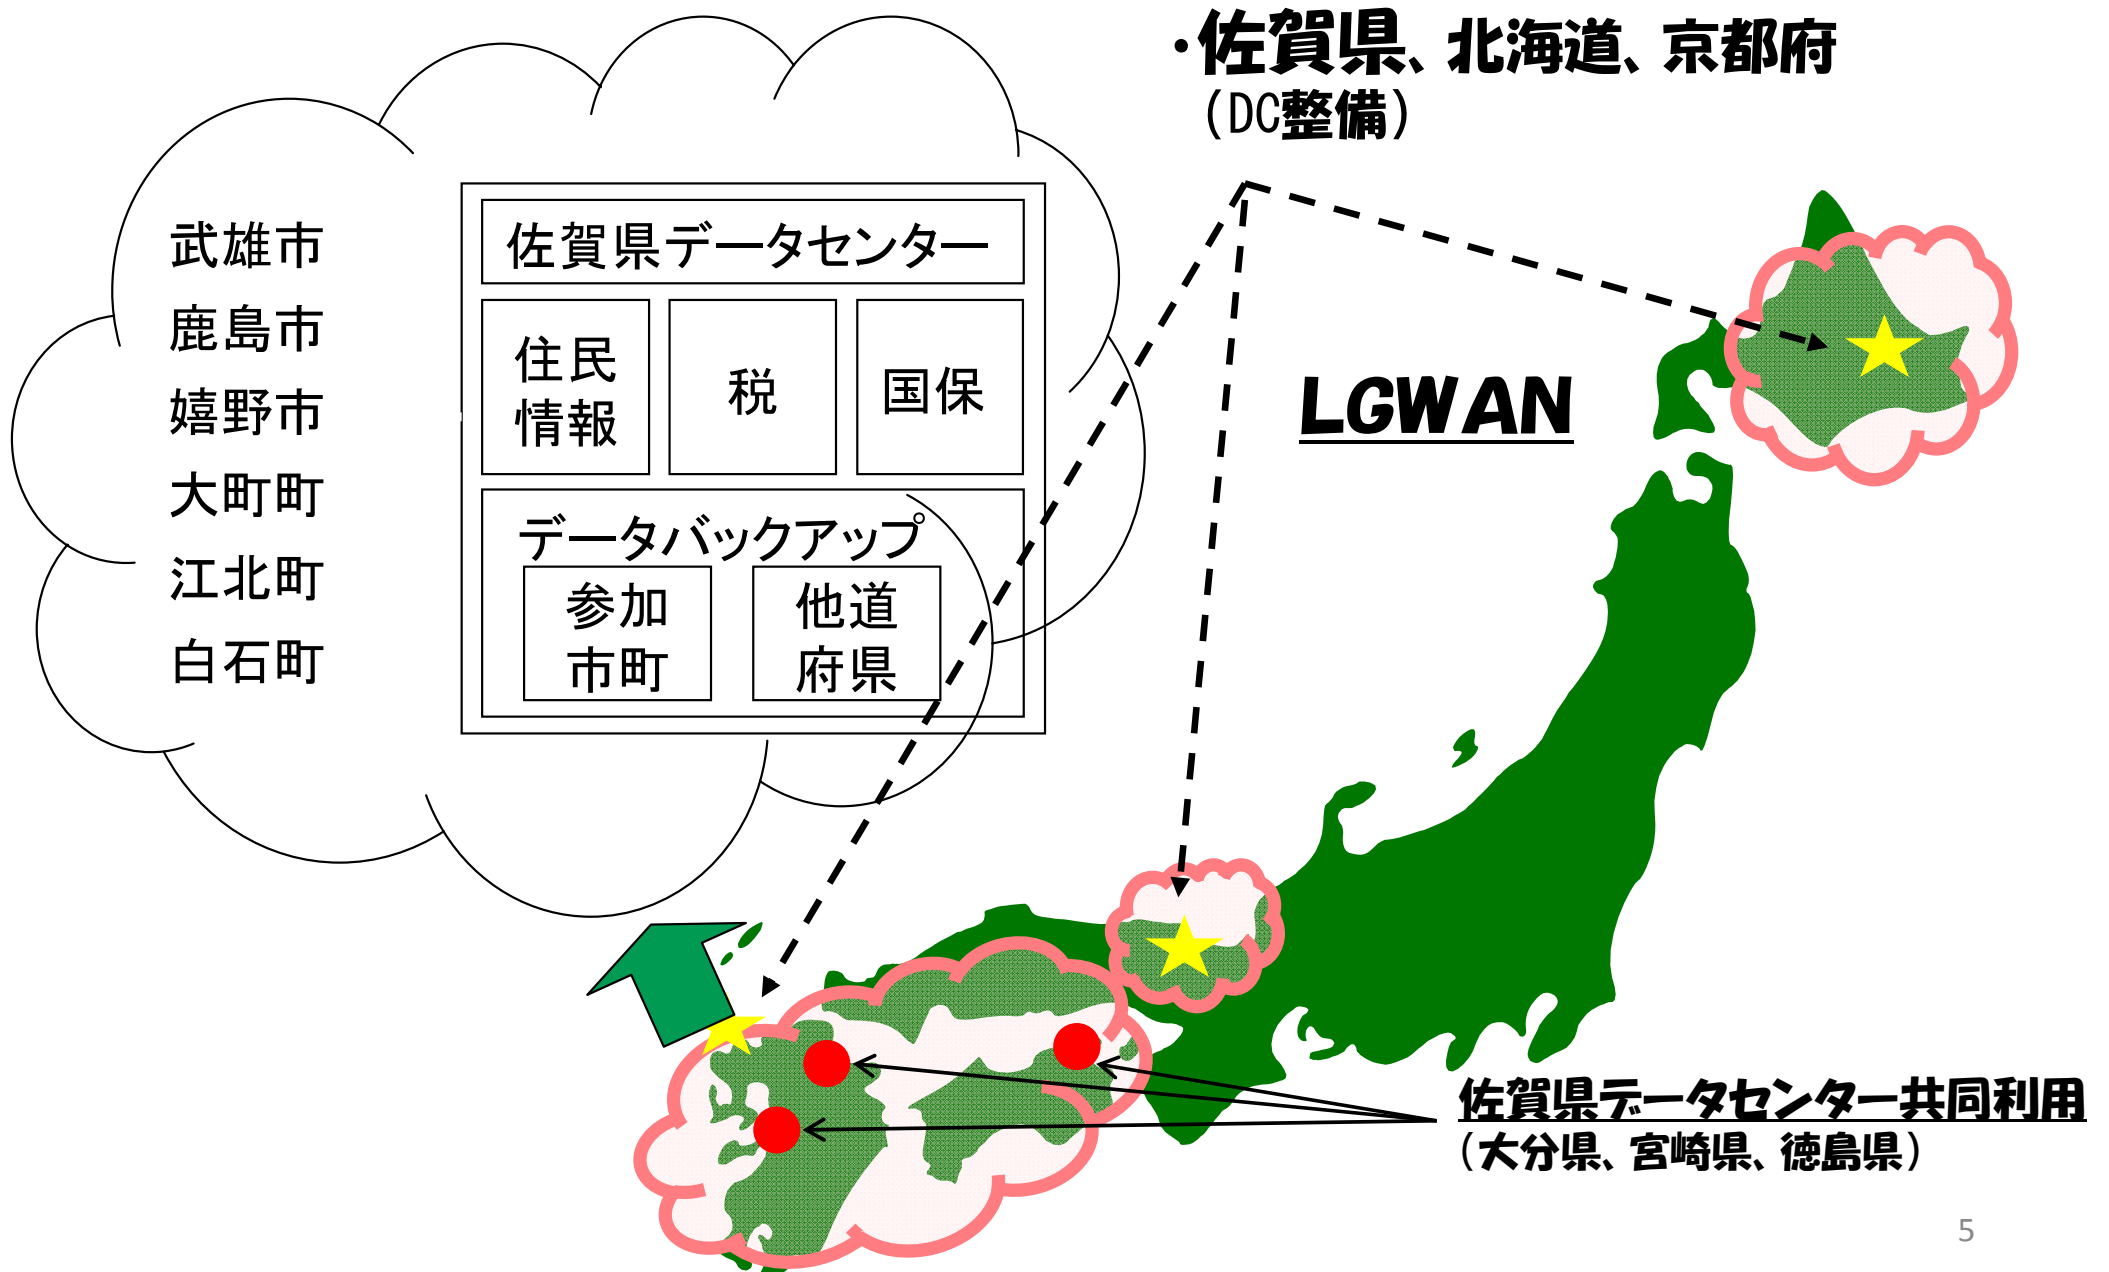 ・佐賀県、北海道、京都府
(DC整備)
武雄市
鹿島市
嬉野市
大町町
江北町
白石町
佐賀県データセンター
住民
情報
税
国保
データバックアップ
参加
市町
他道
府県
LGWAN
佐賀県データセンター共同利用
(大分県、宮崎県、徳島県)
5